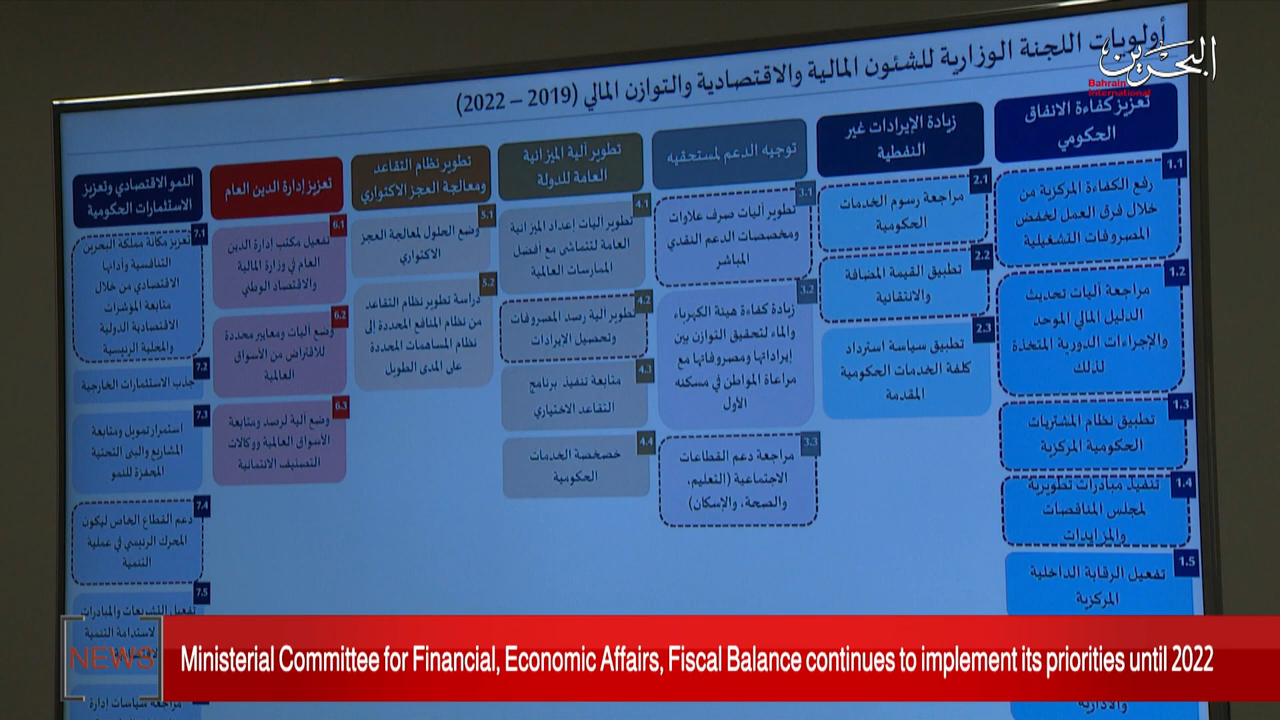 البحرين
Bahrain
International
أولويات اللجنة الوزارية للشئون المالية والاقتصادية والتوازن المالي (2019 – 2022)
تعزيز كفاءة الانفاق
الحكومي
1.1
رفع الكفاءة المركزية من
خلال فرق العمل لخفض
المصروفات التشغيلية
1.2
مراجعة آليات تحديث
الدليل المالي الموحد
والإجراءات الدورية المتخذة
لذلك
1.3
تطبيق نظام المشتريات
الحكومية المركزية
1.4
تنفيذ مبادرات تطويرية
لمجلس المناقصات
والمزايدات
1.5
تفعيل الرقابة الداخلية
المركزية
والادارية
زيادة الإيرادات غير
النفطية
2.1
مراجعة رسوم الخدمات
الحكومية
2.2
تطبيق القيمة المضافة
والانتقائية
2.3
تطبيق سياسة استرداد
كلفة الخدمات الحكومية
المقدمة
توجيه الدعم لمستحقيه
3.1
تطوير آليات صرف علاوات
ومخصصات الدعم النقدي
المباشر
3.2
زيادة كفاءة هيئة الكهرباء
والماء لتحقيق التوازن بين
إيراداتها ومصروفاتها مع
مراعاة المواطن في مسكنه
الأول
3.3
مراجعة دعم القطاعات
الاجتماعية (التعليم،
والصحة، والإسكان)
تطوير آلية الميزانية
العامة للدولة
4.1
تطوير آليات إعداد الميزانية
العامة لتتماشى مع أفضل
الممارسات العالمية
4.2
تطوير آلية رصد المصروفات
وتحصيل الإيرادات
4.3
متابعة تنفيذ برنامج
التقاعد الاختياري
4.4
خصخصة الخدمات
الحكومية
تطوير نظام التقاعد
ومعالجة العجز الاكتواري
5.1
وضع الحلول لمعالجة العجز
الاكتواري
5.2
دراسة تطوير نظام التقاعد
من نظام المنافع المحددة إلى
نظام المساهمات المحددة
على المدى الطويل
تعزيز إدارة الدين العام
6.1
تفعيل مكتب إدارة الدين
العام في وزارة المالية
والاقتصاد الوطني
6.2
وضع آليات ومعايير محددة
للاقتراض من الأسواق
العالمية
6.3
وضع آلية لرصد ومتابعة
الأسواق العالمية ووكالات
التصنيف الائتمانية
النمو الاقتصادي وتعزيز
الاستثمارات الحكومية
7.1
تعزيز مكانة مملكة البحرين
التنافسية وأدائها
الاقتصادي من خلال
متابعة المؤشرات
الاقتصادية الدولية
والمحلية الرئيسية
7.2
جذب الاستثمارات الخارجية
7.3
استمرار تمويل ومتابعة
المشاريع والبنى التحتية
المحفزة للنمو
7.4
دعم القطاع الخاص ليكون
المحرك الرئيسي في عملية
التنمية
7.5
تفعيل التشريعات والمبادرات
لاستدامة التنمية
مراجعة سياسات إدارة
NEWS
Ministerial Committee for Financial, Economic Affairs, Fiscal Balance continues to implement its priorities until 2022